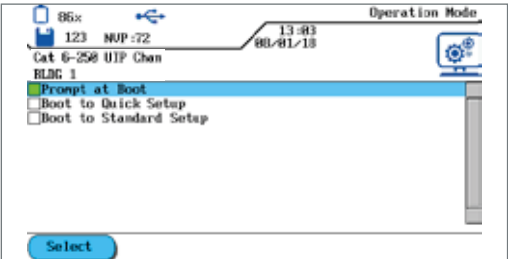 86% Operation Mode
123 NVP:72 13:03
08/01/18
Cat 6-250 UTP Chan
BLDG 1
Prompt at Boot
Boot to Quick Setup
Boot to Standard Setup
Select